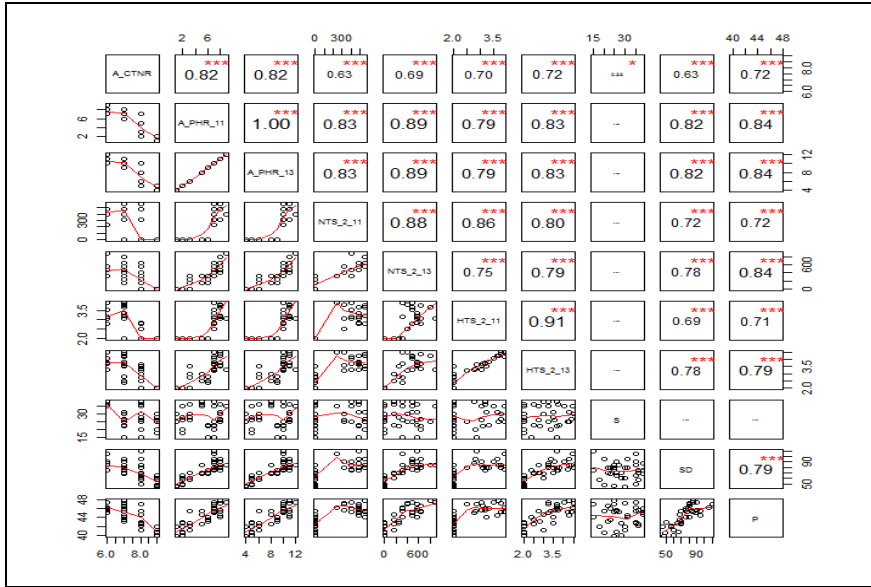 2 6 0 300 2.0 3.5 15 30 40 44 48
*** *** *** *** *** *** * *** ***
A_CTNR 0.82 0.82 0.63 0.69 0.70 0.72 0.63 0.72 6.0 8.0
*** *** *** *** *** *** ***
2 6 A_PHR_11 1.00 0.83 0.89 0.79 0.83 0.82 0.84
*** *** *** *** *** ***
A_PHR_13 0.83 0.89 0.79 0.83 0.82 0.84 4 8 12
*** *** *** *** ***
0 300 NTS_2_11 0.88 0.86 0.80 0.72 0.72
*** *** *** ***
NTS_2_13 0.75 0.79 0.78 0.84 0 600
*** *** ***
2.0 3.5 HTS_2_11 0.91 0.69 0.71
*** ***
HTS_2_13 0.78 0.79 2.0 3.5
15 30 S
***
SD 0.79 50 90
40 44 48 P
6.0 8.0 4 8 12 0 600 2.0 3.5 50 90